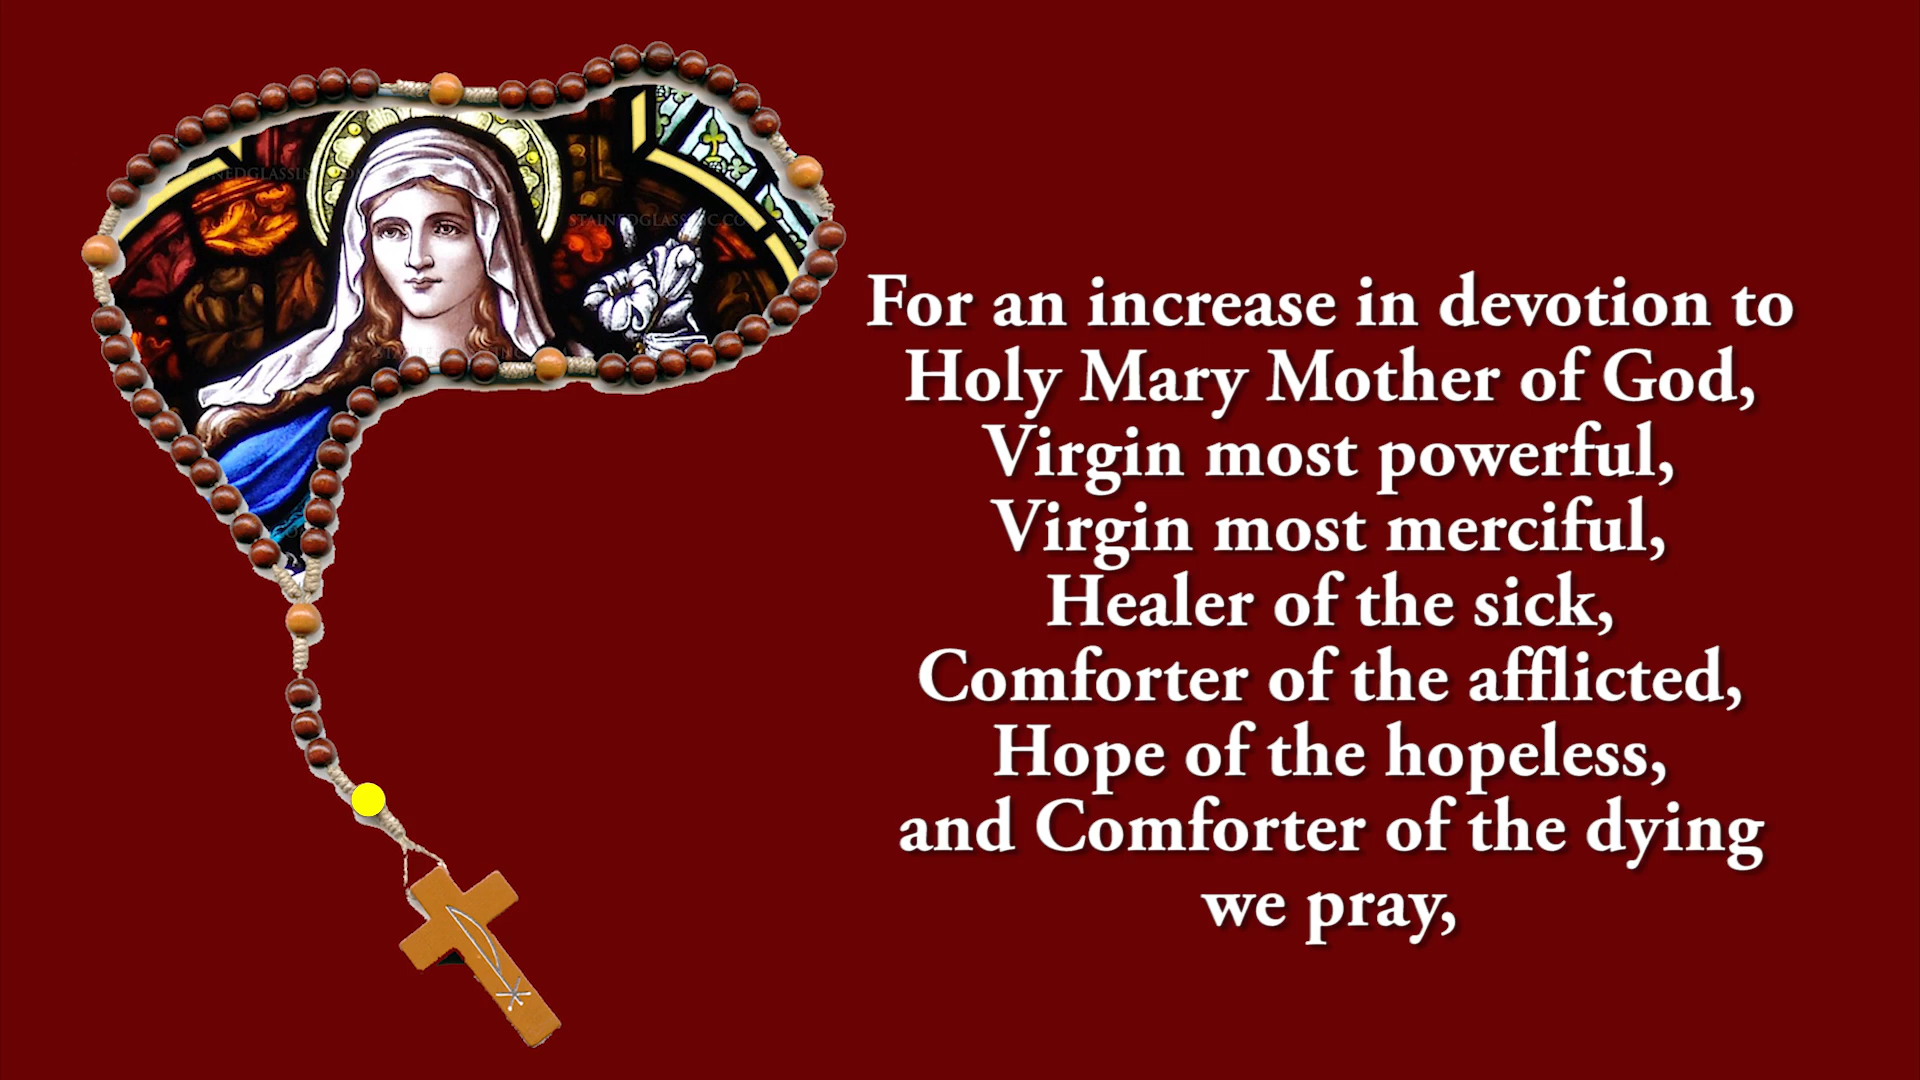 For an increase in devotion to
Holy Mary Mother of God,
Virgin most powerful,
Virgin most merciful,
Healer of the sick,
Comforter of the afflicted,
Hope of the hopeless,
and Comforter of the dying
we pray,